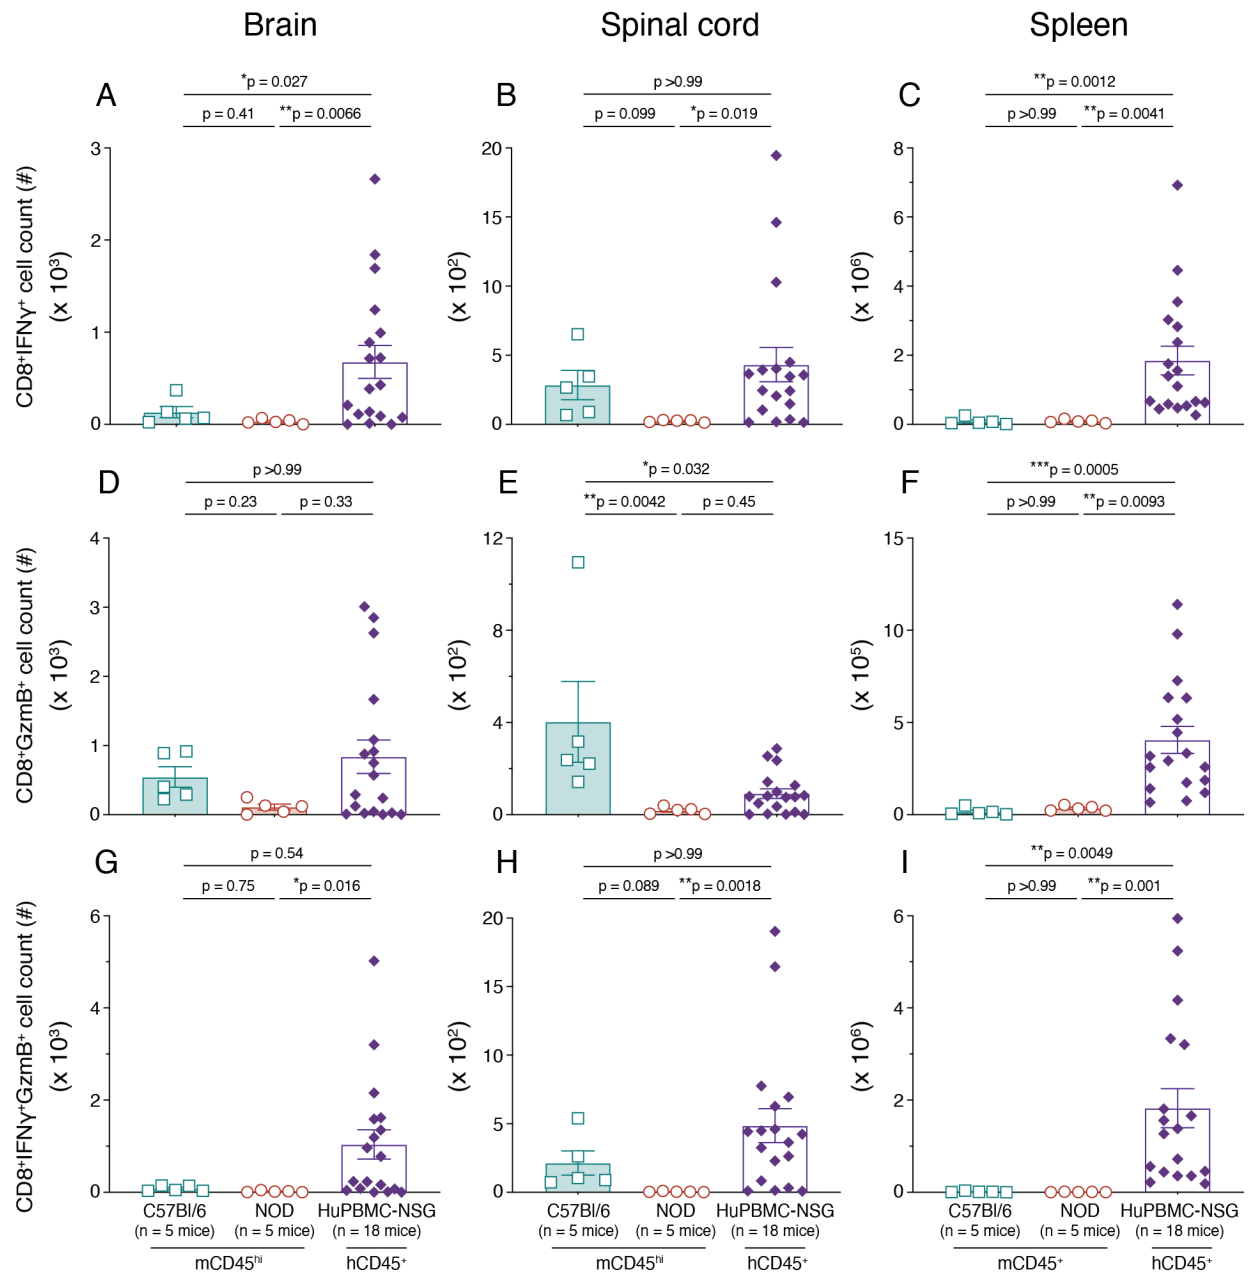 Brain Spinal cord Spleen
A B C
*p = 0.027 p >0.99 **p = 0.0012
p = 0.41 **p = 0.0066 p = 0.099 *p = 0.019 p >0.99 **p = 0.0041
CD8⁺IFNγ⁺ cell count (#)
(x 10³) (x 10²) (x 10⁶)
3 20 8
2 15 6
1 10 4
0 5 2
0 0
D E F
p >0.99 *p = 0.032 ***p = 0.0005
p = 0.23 p = 0.33 **p = 0.0042 p = 0.45 p >0.99 **p = 0.0093
CD8⁺GzmB⁺ cell count (#)
(x 10³) (x 10²) (x 10⁵)
4 12 15
3 8 10
2 4 5
1 0 0
0
G H I
p = 0.54 p >0.99 **p = 0.0049
p = 0.75 *p = 0.016 p = 0.089 **p = 0.0018 p >0.99 **p = 0.001
CD8⁺IFNγ⁺GzmB⁺ cell count (#)
(x 10³) (x 10²) (x 10⁶)
6 20 6
4 15 4
2 10 2
0 5 0
0
C57Bl/6 NOD HuPBMC-NSG C57Bl/6 NOD HuPBMC-NSG C57Bl/6 NOD HuPBMC-NSG
(n = 5 mice) (n = 5 mice) (n = 18 mice) (n = 5 mice) (n = 5 mice) (n = 18 mice) (n = 5 mice) (n = 5 mice) (n = 18 mice)
mCD45ʰⁱ hCD45⁺ mCD45ʰⁱ hCD45⁺ mCD45⁺ hCD45⁺